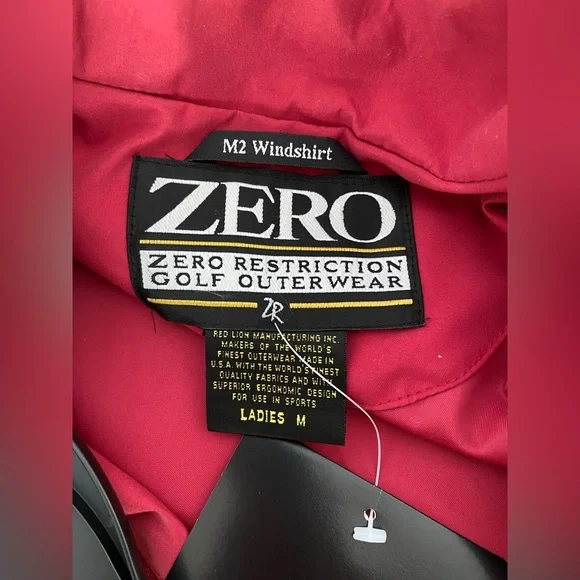 M2 Windshirt
ZERO
ZERO RESTRICTION
GOLF OUTERWEAR
ZR
RED LION MANUFACTURING INC.
MAKERS OF THE WORLD'S
FINEST OUTERWEAR MADE IN
U.S.A. WITH THE WORLD'S FINEST
QUALITY FABRICS AND WITH
SUPERIOR ERGONOMIC DESIGN
FOR USE IN SPORTS
LADIES M